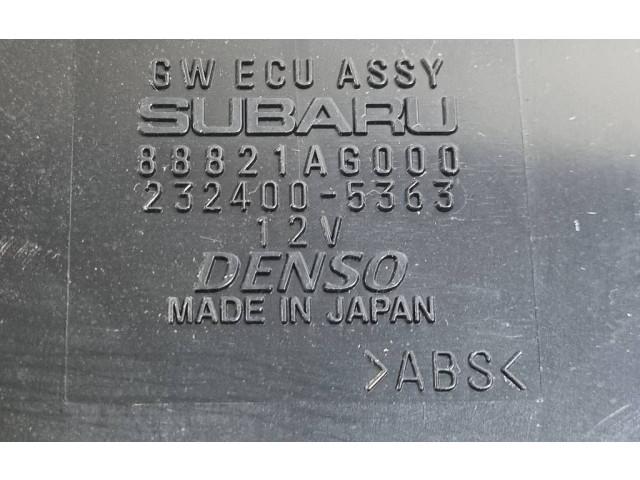 GW ECU ASSY
SUBARU
88821AG000
232400-5363
12V
DENSO
MADE IN JAPAN
>ABS<